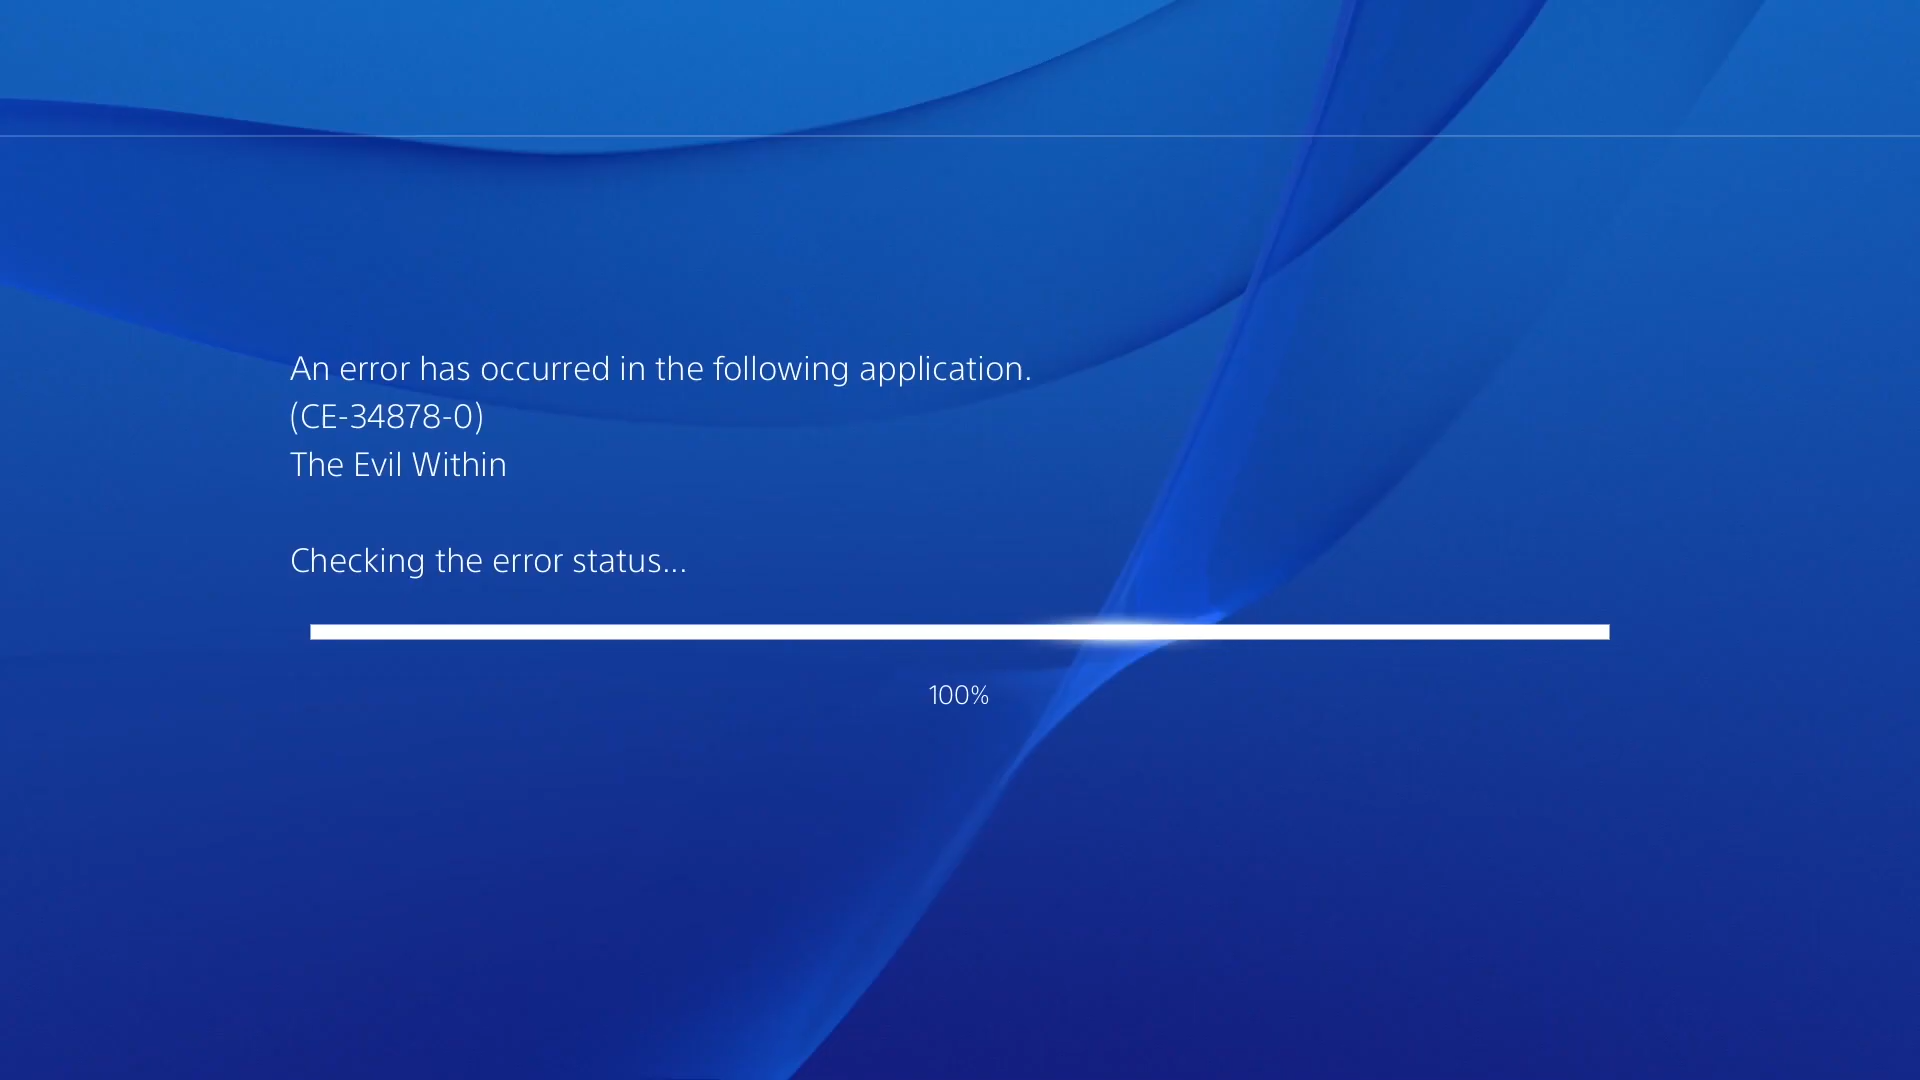 An error has occurred in the following application.
(CE-34878-0)
The Evil Within
Checking the error status...
100%